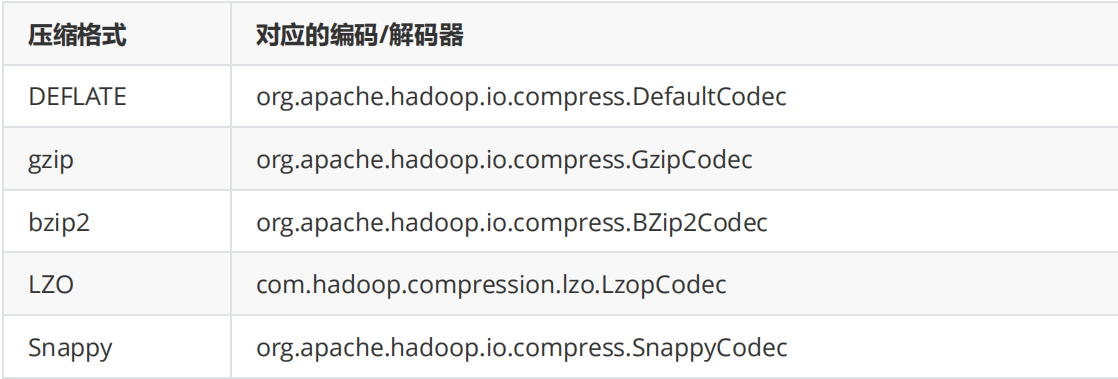 压缩格式 对应的编码/解码器
DEFLATE org.apache.hadoop.io.compress.DefaultCodec
gzip org.apache.hadoop.io.compress.GzipCodec
bzip2 org.apache.hadoop.io.compress.BZip2Codec
LZO com.hadoop.compression.lzo.LzopCodec
Snappy org.apache.hadoop.io.compress.SnappyCodec